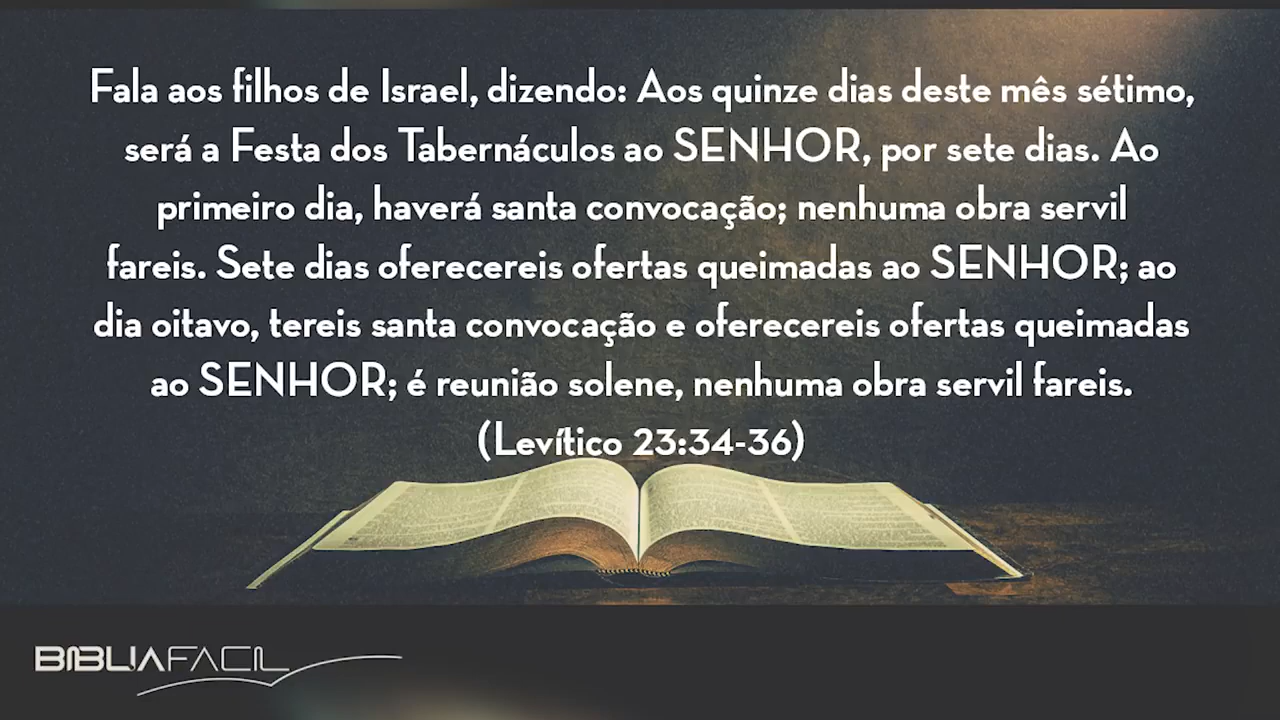 Fala aos filhos de Israel, dizendo: Aos quinze dias deste mês sétimo,
será a Festa dos Tabernáculos ao SENHOR, por sete dias. Ao
primeiro dia, haverá santa convocação; nenhuma obra servil
fareis. Sete dias oferecereis ofertas queimadas ao SENHOR; ao
dia oitavo, tereis santa convocação e oferecereis ofertas queimadas
ao SENHOR; é reunião solene, nenhuma obra servil fareis.
(Levítico 23:34-36)
BIBLIAFACIL